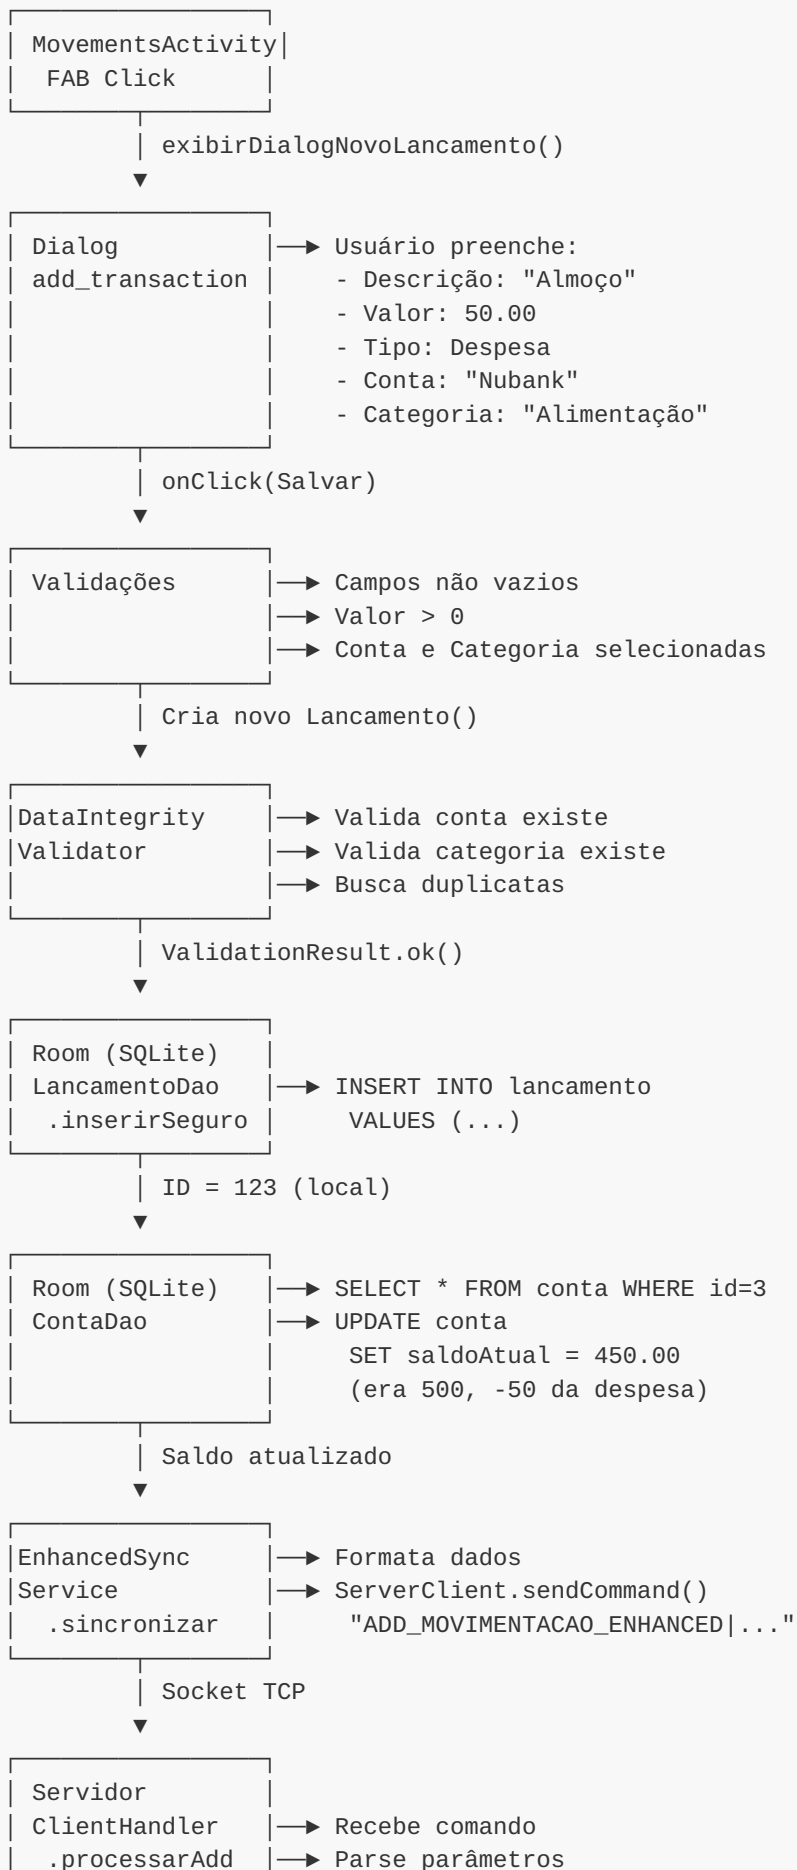 MovementsActivity
FAB Click
exibirDialogNovoLancamento()
Dialog Usuário preenche:
add_transaction - Descrição: "Almoço"
- Valor: 50.00
- Tipo: Despesa
- Conta: "Nubank"
- Categoria: "Alimentação"
onClick(Salvar)
Validações Campos não vazios
Valor > 0
Conta e Categoria selecionadas
Cria novo Lancamento()
DataIntegrity Valida conta existe
Validator Valida categoria existe
Busca duplicatas
ValidationResult.ok()
Room (SQLite)
LancamentoDao INSERT INTO lancamento
.inserirSeguro VALUES (...)
ID = 123 (local)
Room (SQLite) SELECT * FROM conta WHERE id=3
ContaDao UPDATE conta
SET saldoAtual = 450.00
(era 500, -50 da despesa)
Saldo atualizado
EnhancedSync Formata dados
Service ServerClient.sendCommand()
.sincronizar "ADD_MOVIMENTACAO_ENHANCED|..."
Socket TCP
Servidor
ClientHandler Recebe comando
.processarAdd Parse parâmetros